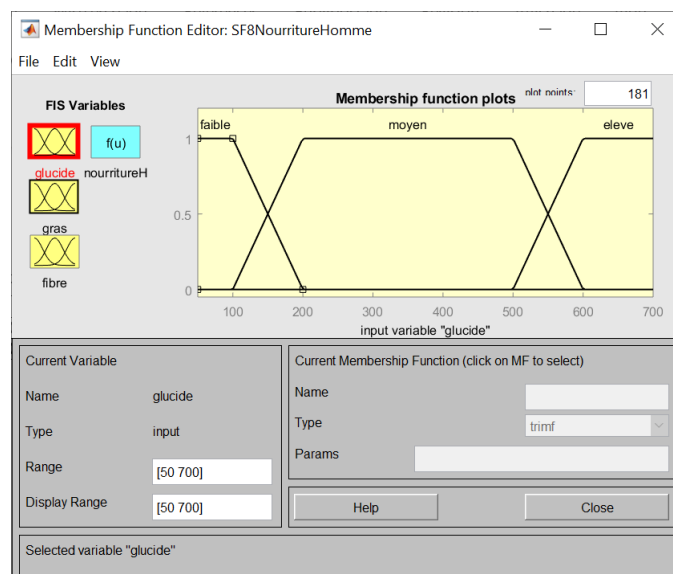 Membership Function Editor: SF8NourritureHomme
File Edit View
FIS Variables
Membership function plots
plot points:
181
f(u)
glucide
nourritureH
gras
fibre
faible
moyen
eleve
1
0.5
0
100 200 300 400 500 600 700
input variable "glucide"
Current Variable
Name glucide
Type input
Range [50 700]
Display Range [50 700]
Current Membership Function (click on MF to select)
Name
Type trimf
Params
Help
Close
Selected variable "glucide"